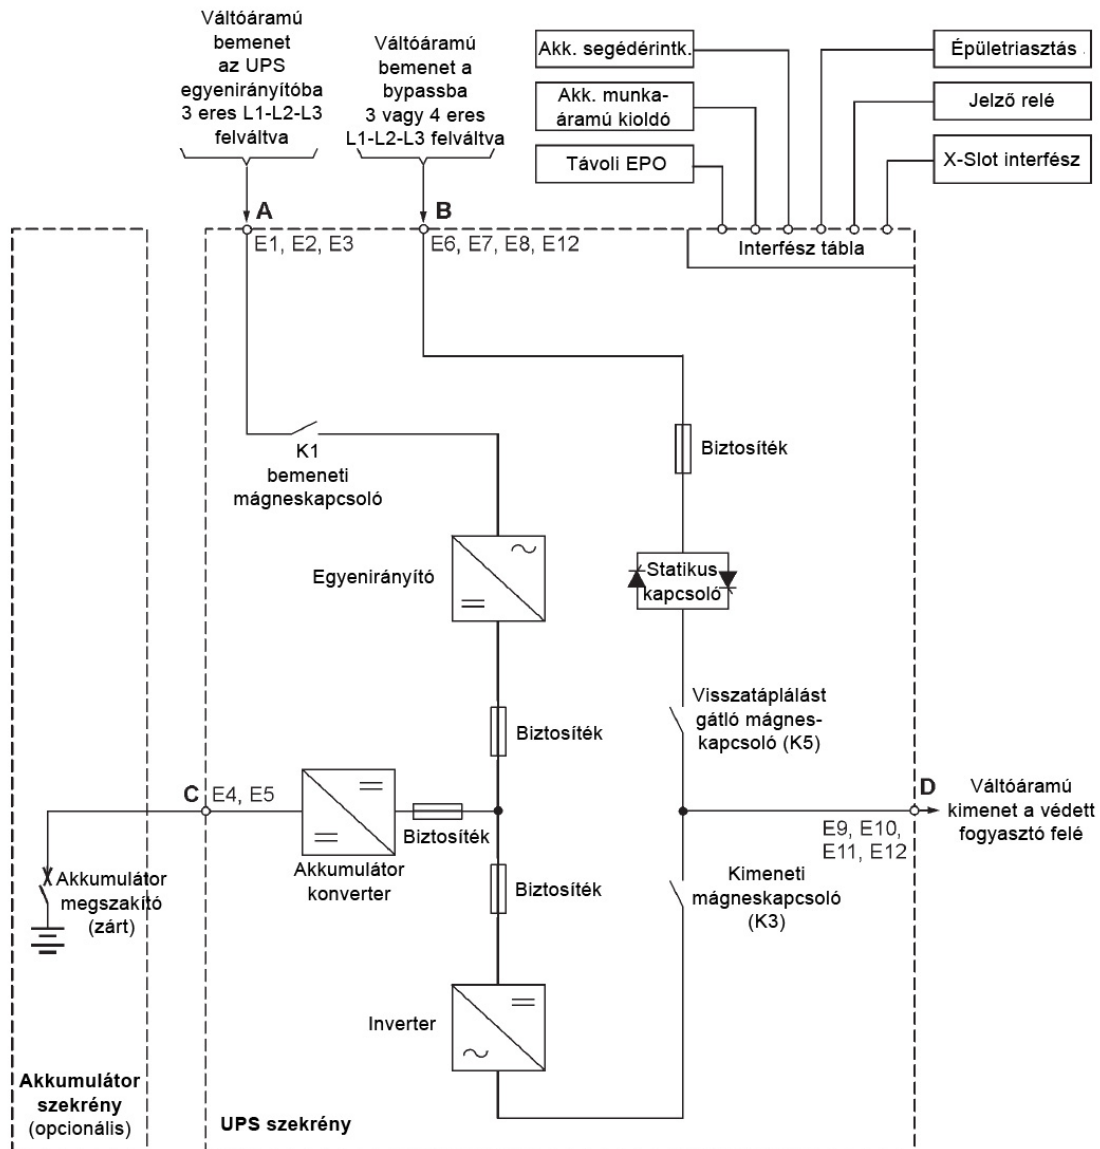 Váltóáramú
bemenet
az UPS
egyenirányítóba
3 eres L1-L2-L3
felváltva
Váltóáramú
bemenet a
bypassba
3 vagy 4 eres
L1-L2-L3 felváltva
Akk. segédérintk.
Akk. munka-
áramú kioldó
Távoli EPO
Épületriasztás
Jelző relé
X-Slot interfész
A
B
E1, E2, E3
E6, E7, E8, E12
Interfész tábla
K1
bemeneti
mágneskapcsoló
Biztosíték
Egyenirányító
Statikus
kapcsoló
Visszatáplálást
gátló mágnes-
kapcsoló (K5)
Biztosíték
C
E4, E5
Biztosíték
Akkumulátor
konverter
D
Váltóáramú
kimenet a védett
fogyasztó felé
E9, E10,
E11, E12
Akkumulátor
megszakító
(zárt)
Biztosíték
Kimeneti
mágneskapcsoló
(K3)
Inverter
Akkumulátor
szekrény
(opcionális)
UPS szekrény